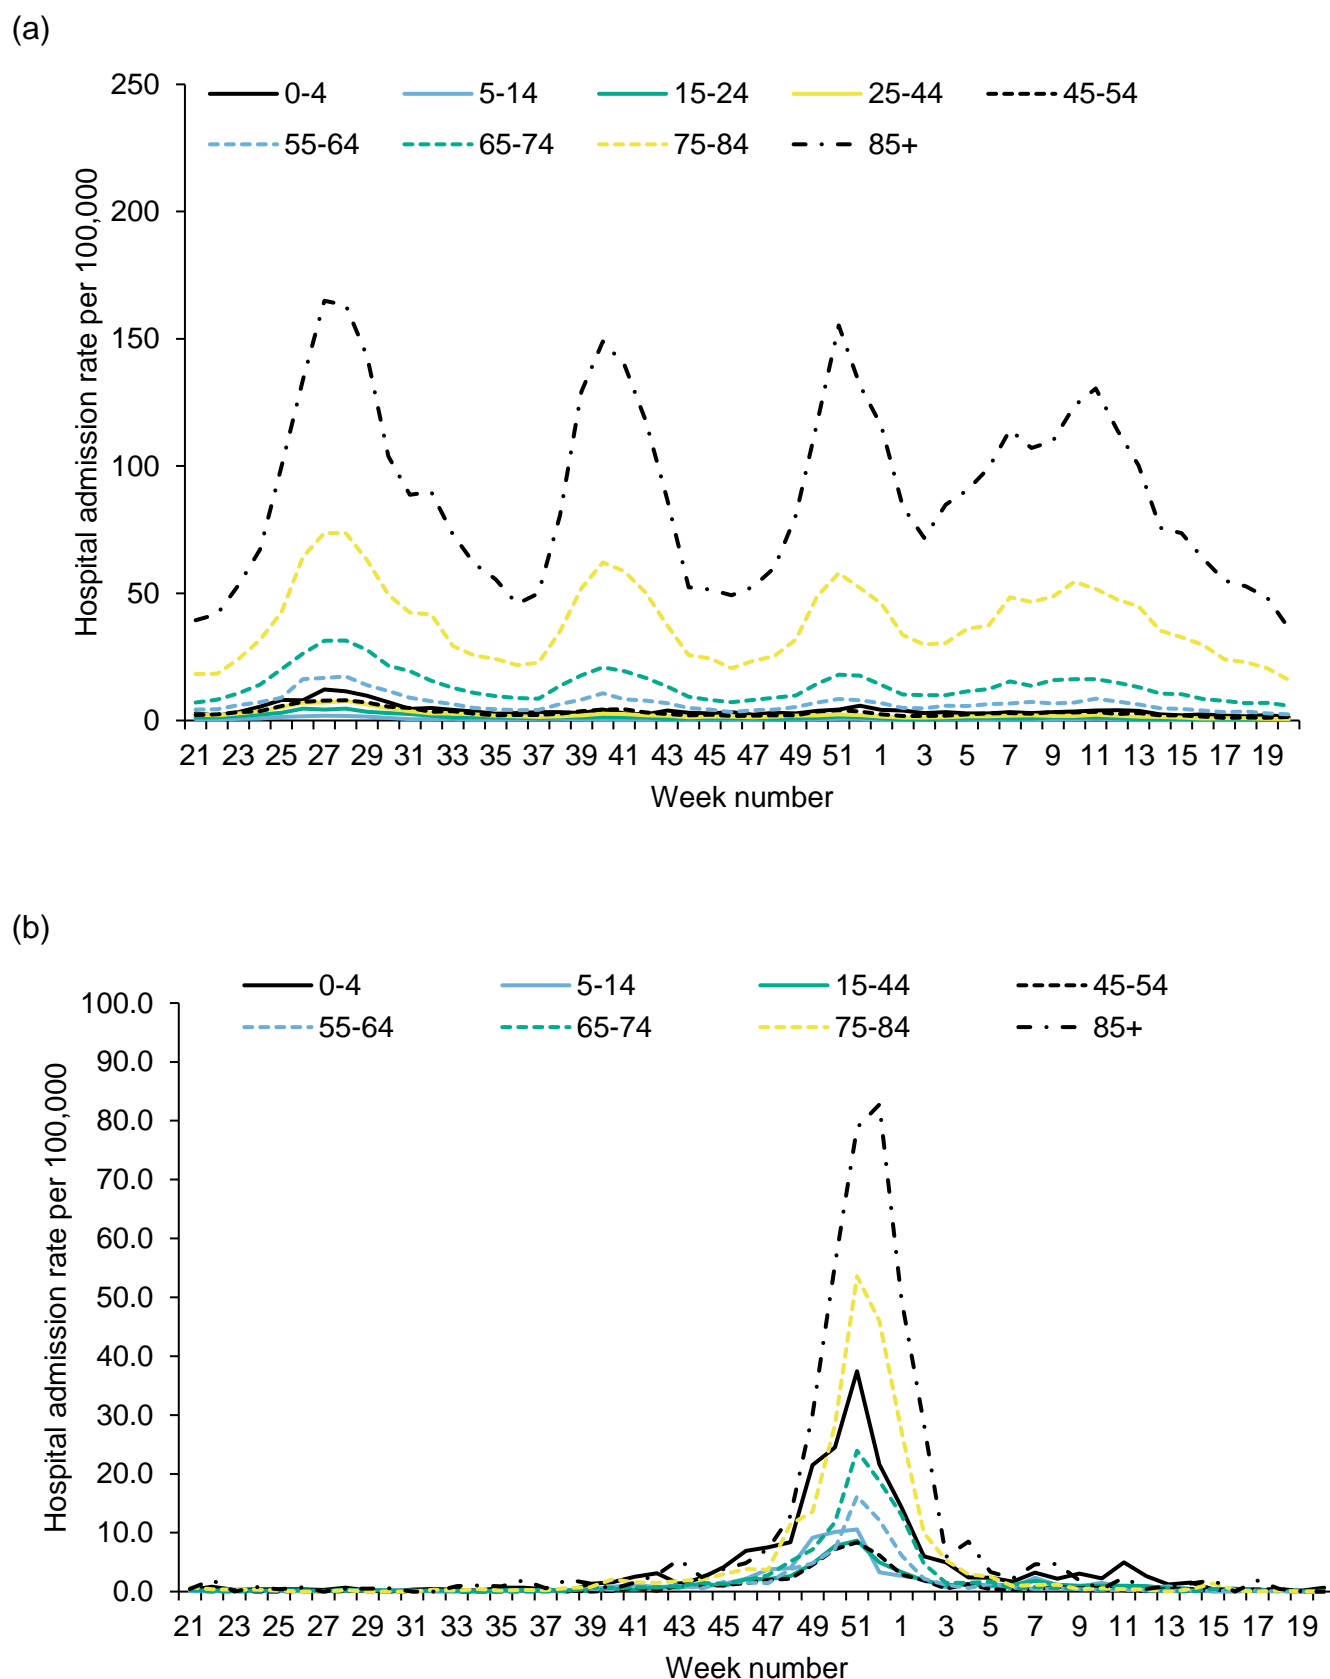 (a)
250
0-4 5-14 15-24 25-44 45-54
55-64 65-74 75-84 85+
200
150
100
50
0
Hospital admission rate per 100,000
21 23 25 27 29 31 33 35 37 39 41 43 45 47 49 51 1 3 5 7 9 11 13 15 17 19
Week number
(b)
0-4 5-14 15-44 45-54
100.0
55-64 65-74 75-84 85+
90.0
80.0
70.0
60.0
50.0
40.0
30.0
20.0
10.0
0.0
Hospital admission rate per 100,000
21 23 25 27 29 31 33 35 37 39 41 43 45 47 49 51 1 3 5 7 9 11 13 15 17 19
Week number